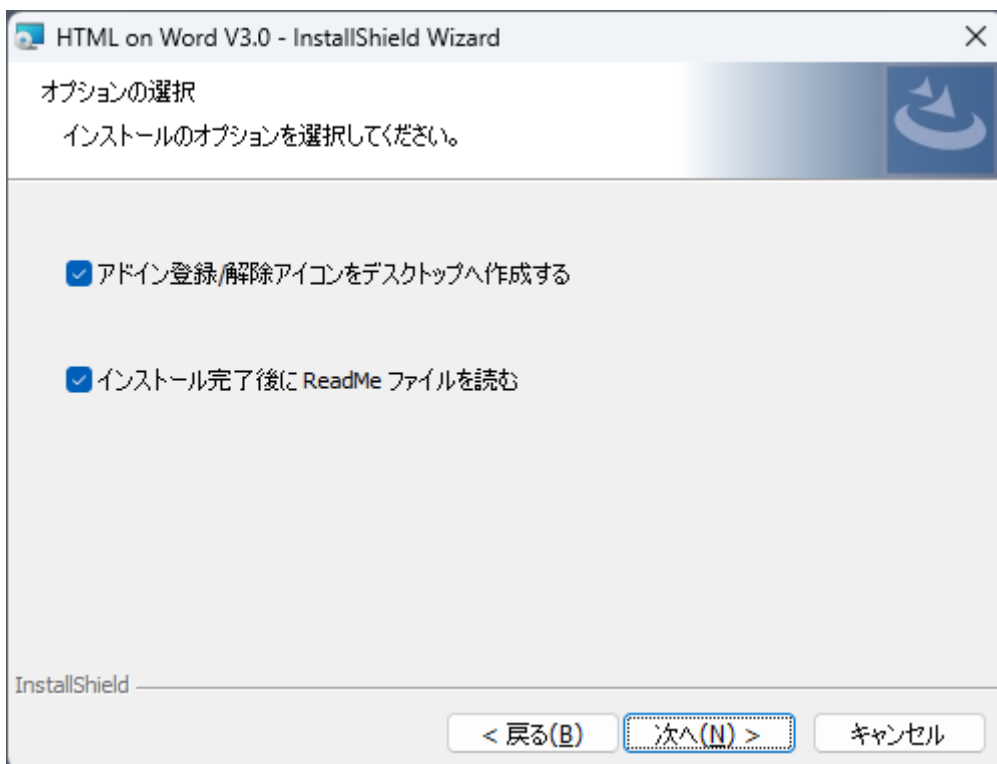 HTML on Word V3.0 - InstallShield Wizard
オプションの選択
インストールのオプションを選択してください。
アドイン登録/解除アイコンをデスクトップへ作成する
インストール完了後に ReadMe ファイルを読む
InstallShield
< 戻る(B)
次へ(N) >
キャンセル